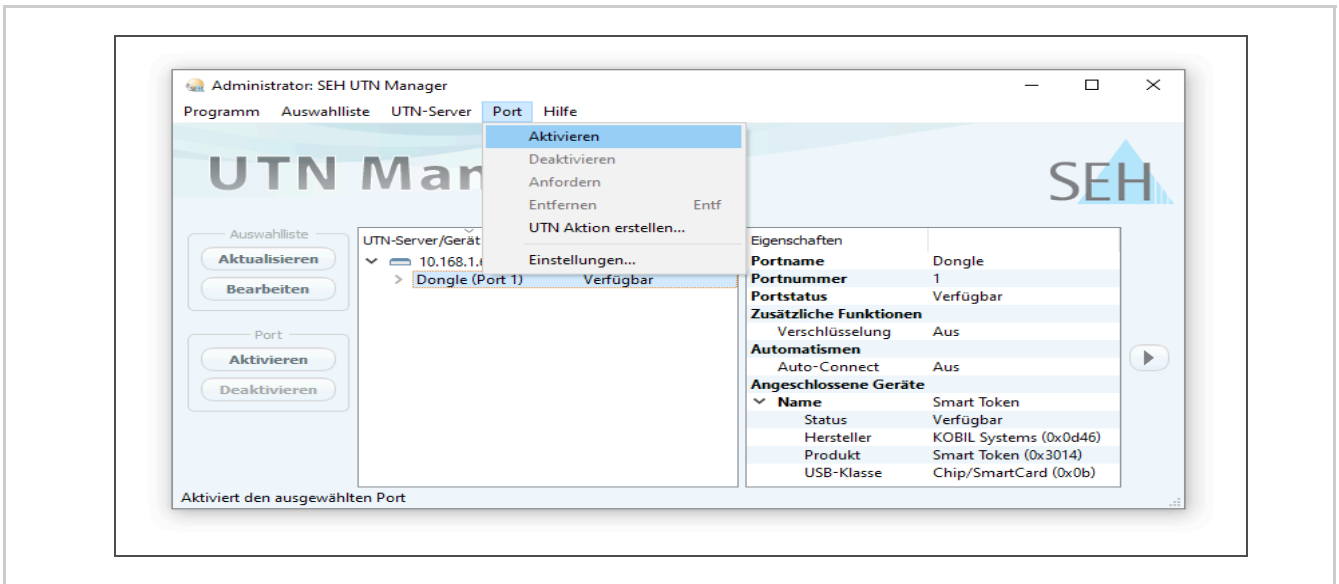 Administrator: SEH UTN Manager
Programm Auswahlliste UTN-Server Port Hilfe
Aktivieren
Deaktivieren
Anfordern
Entfernen Entf
UTN Aktion erstellen...
Einstellungen...
UTN Man
SEH
Auswahlliste
Aktualisieren
Bearbeiten
Port
Aktivieren
Deaktivieren
UTN-Server/Gerät
10.168.1.
Dongle (Port 1) Verfügbar
Eigenschaften
Portname Dongle
Portnummer 1
Portstatus Verfügbar
Zusätzliche Funktionen
Verschlüsselung Aus
Automatismen
Auto-Connect Aus
Angeschlossene Geräte
Name Smart Token
Status Verfügbar
Hersteller KOBIL Systems (0x0d46)
Produkt Smart Token (0x3014)
USB-Klasse Chip/SmartCard (0x0b)
Aktiviert den ausgewählten Port